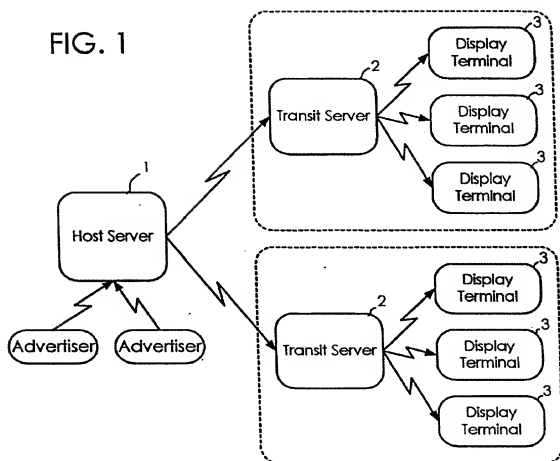 FIG. 1
1
Host Server
Advertiser
Advertiser
2
Transit Server
3
Display
Terminal
3
Display
Terminal
3
Display
Terminal
2
Transit Server
3
Display
Terminal
3
Display
Terminal
3
Display
Terminal